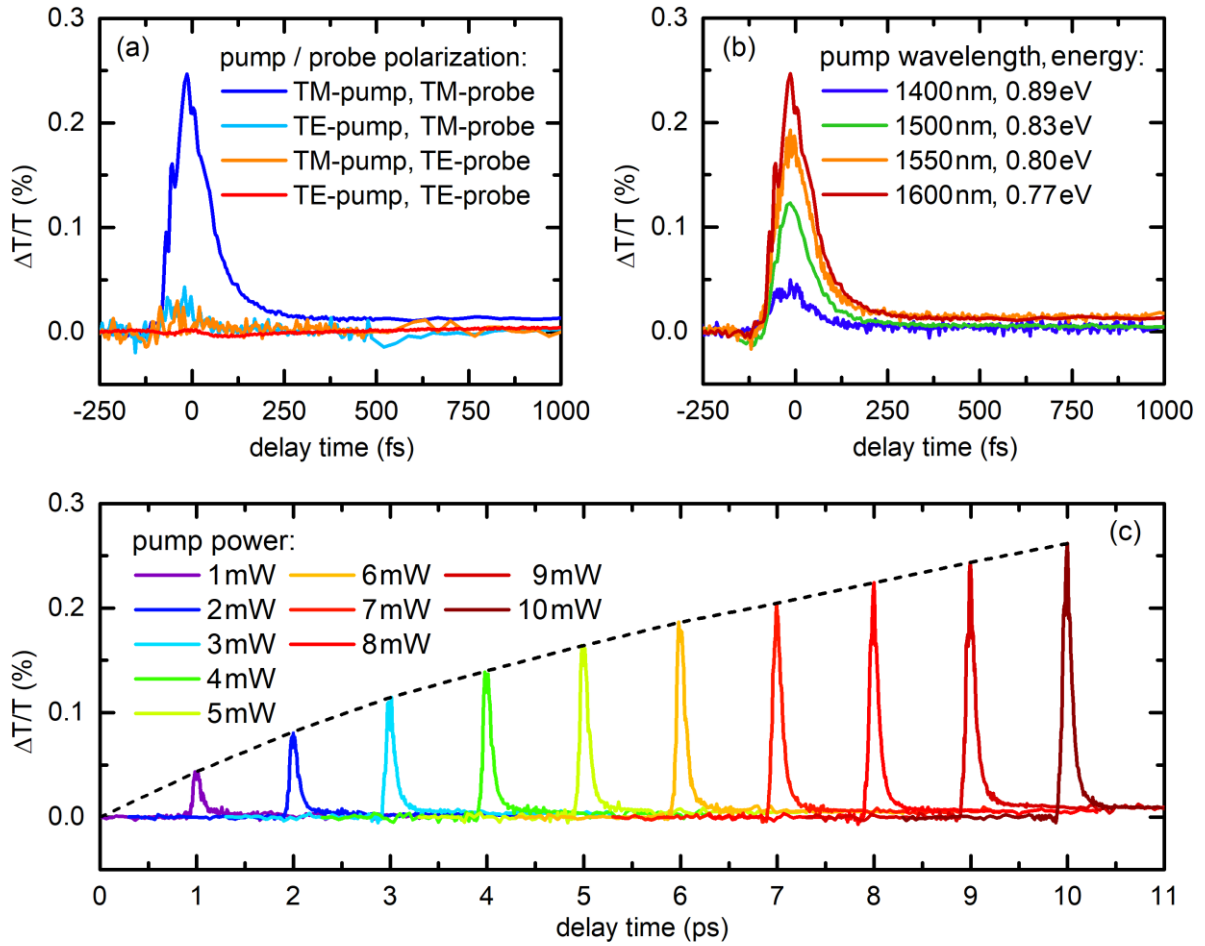 (a)
pump / probe polarization:
TM-pump, TM-probe
TE-pump, TM-probe
TM-pump, TE-probe
TE-pump, TE-probe
0.3
0.2
0.1
0.0
ΔT/T (%)
-250 0 250 500 750 1000
delay time (fs)
(b)
pump wavelength, energy:
1400nm, 0.89eV
1500nm, 0.83eV
1550nm, 0.80eV
1600nm, 0.77eV
0.3
0.2
0.1
0.0
ΔT/T (%)
-250 0 250 500 750 1000
delay time (fs)
(c)
pump power:
1mW 6mW 9mW
2mW 7mW 10mW
3mW 8mW
4mW
5mW
0.3
0.2
0.1
0.0
ΔT/T (%)
0 1 2 3 4 5 6 7 8 9 10 11
delay time (ps)